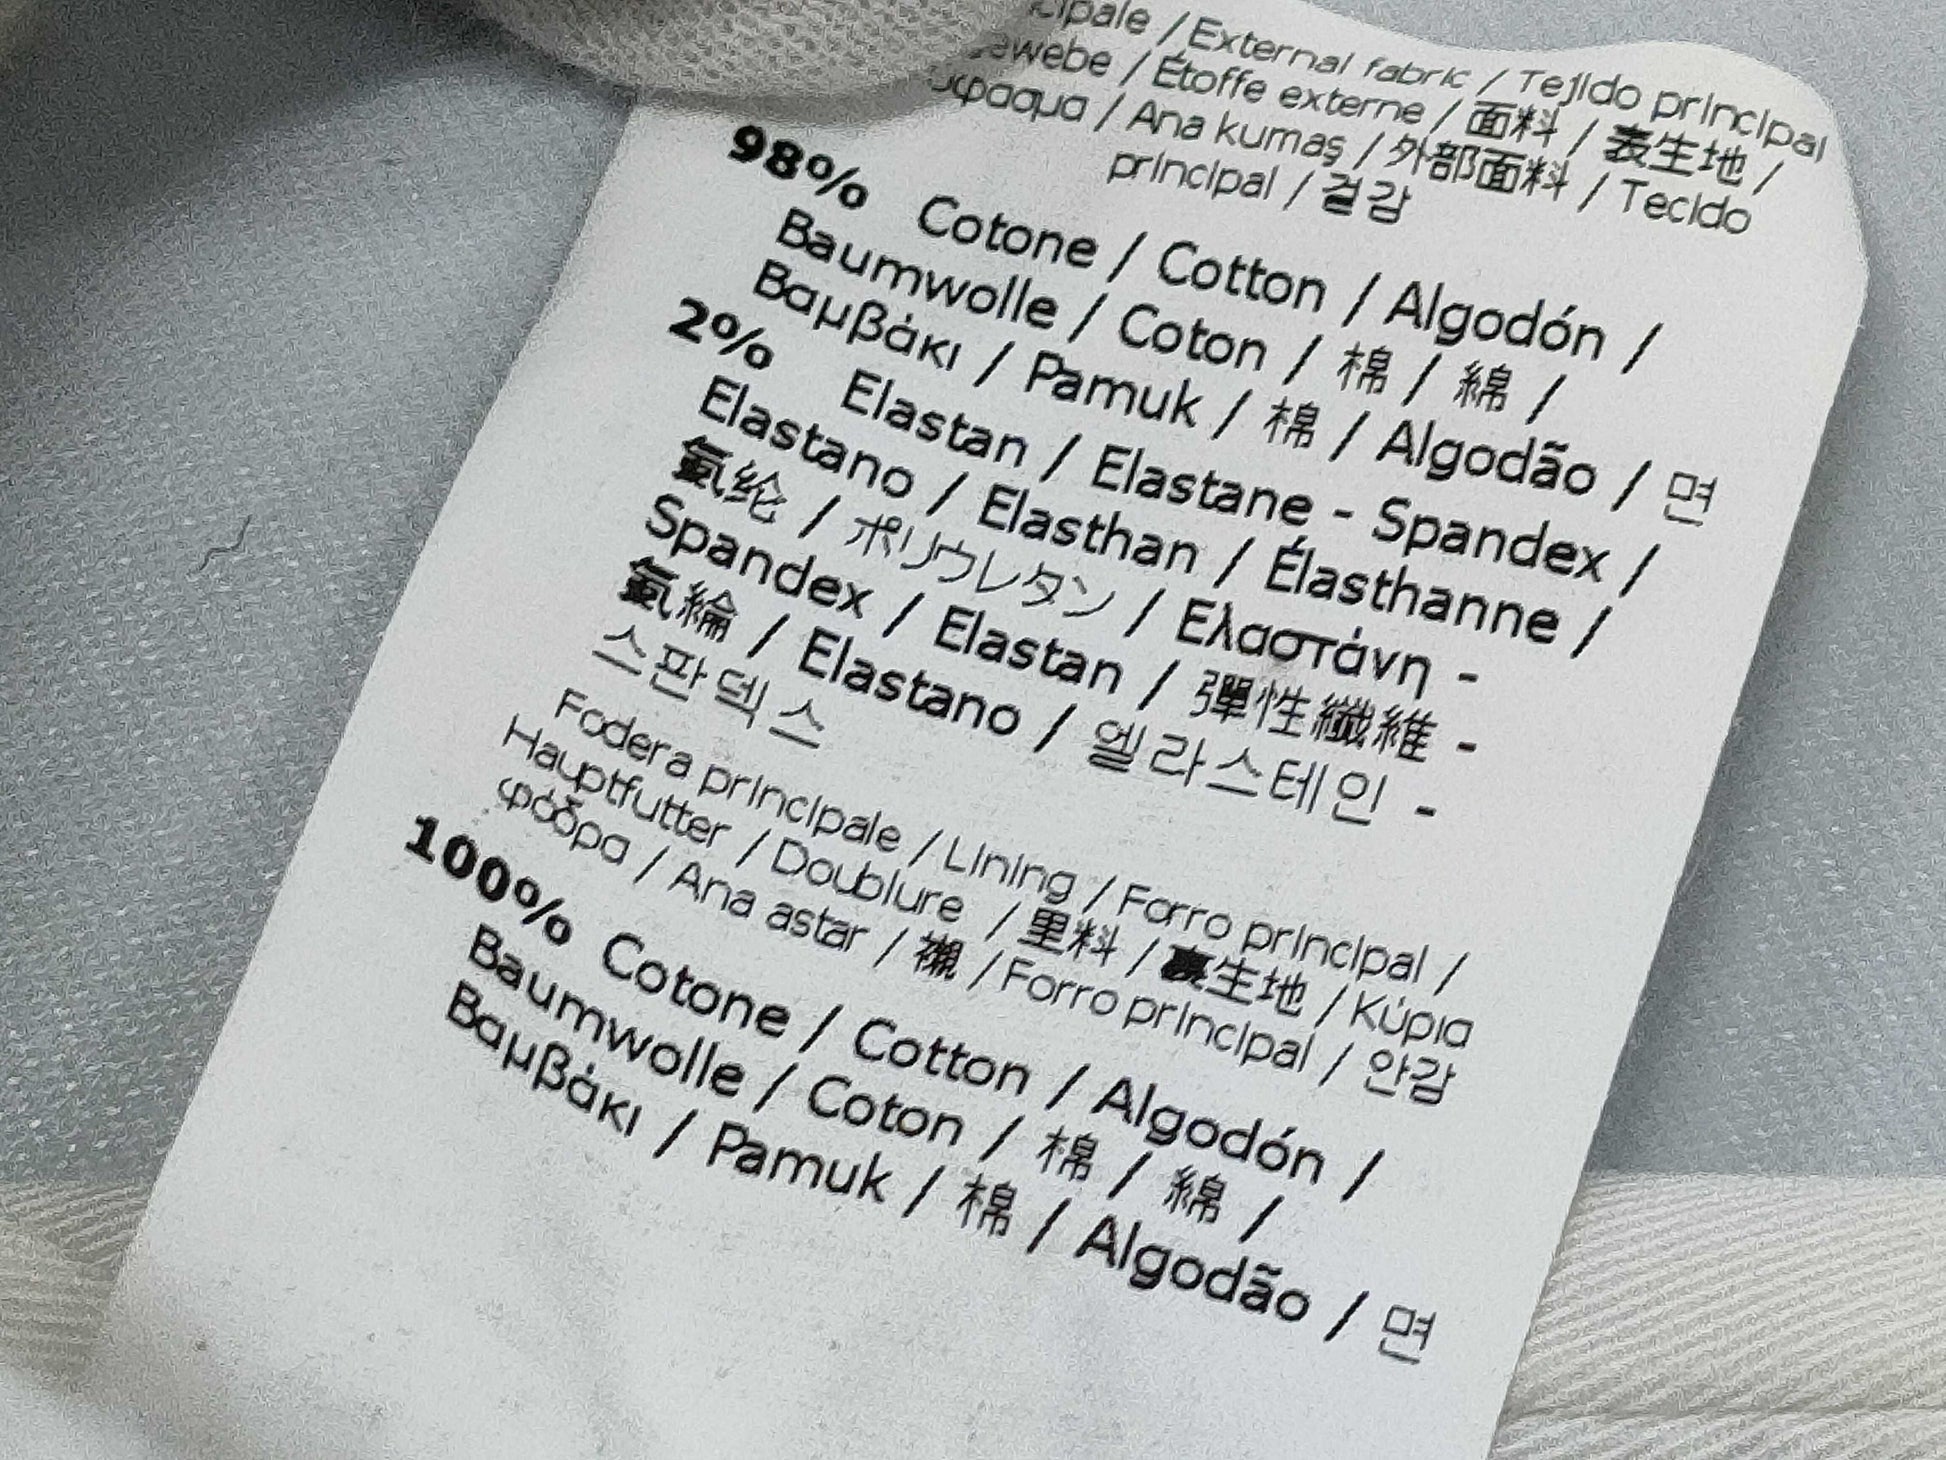 / External fabric / Tejido principal
/ Étoffe externe / 面料 / 表生地 /
/ Ana kumaş / 外部面料 / Tecido
principal / 겉감
98% Cotone / Cotton / Algodón /
Baumwolle / Coton / 棉 / 綿 /
Βαμβάκι / Pamuk / 棉 / Algodão / 면
2% Elastan / Elastane - Spandex /
Elastano / Elasthan / Élasthanne /
氨纶 / ポリウレタン / Ελαστάνη -
Spandex / Elastan / 彈性纖維 -
氨綸 / Elastano / 엘라스테인 -
스판덱스
Fodera principale / Lining / Forro principal /
Hauptfutter / Doublure / 里料 / 裏生地 / Κύρια
φόδρα / Ana astar / 襯 / Forro principal / 안감
100% Cotone / Cotton / Algodón /
Baumwolle / Coton / 棉 / 綿 /
Βαμβάκι / Pamuk / 棉 / Algodão / 면